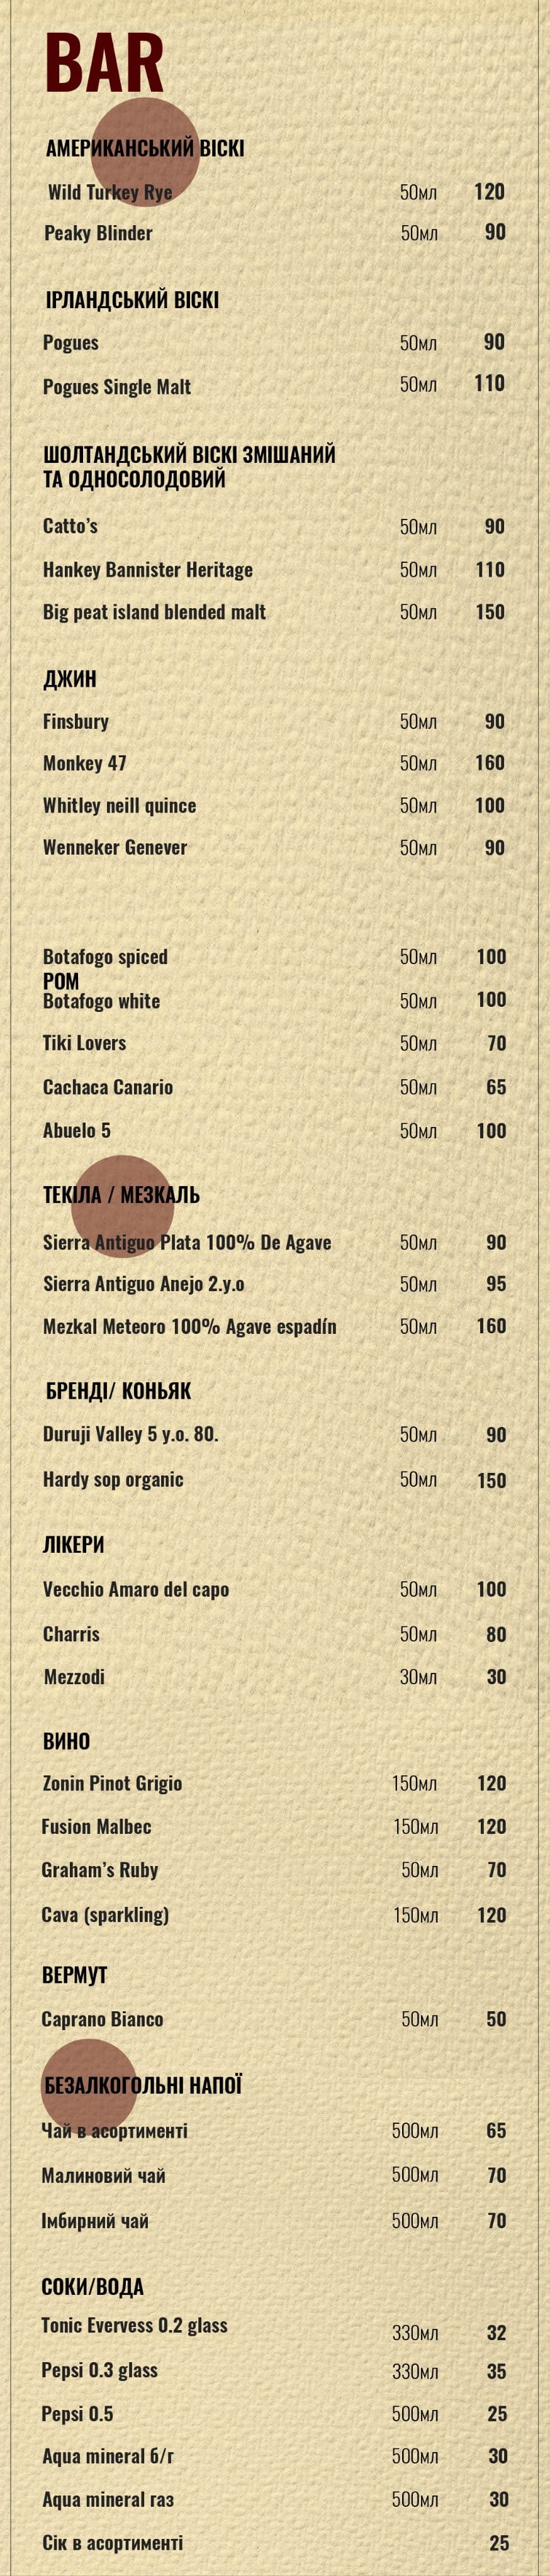 BAR
АМЕРИКАНСЬКИЙ ВІСКІ
Wild Turkey Rye 50мл 120
Peaky Blinder 50мл 90
ІРЛАНДСЬКИЙ ВІСКІ
Pogues 50мл 90
Pogues Single Malt 50мл 110
ШОЛТАНДСЬКИЙ ВІСКІ ЗМІШАНИЙ
ТА ОДНОСОЛОДОВИЙ
Catto’s 50мл 90
Hankey Bannister Heritage 50мл 110
Big peat island blended malt 50мл 150
ДЖИН
Finsbury 50мл 90
Monkey 47 50мл 160
Whitley neill quince 50мл 100
Wenneker Genever 50мл 90
Botafogo spiced 50мл 100
РОМ
Botafogo white 50мл 100
Tiki Lovers 50мл 70
Cachaca Canario 50мл 65
Abuelo 5 50мл 100
ТЕКІЛА / МЕЗКАЛЬ
Sierra Antiguo Plata 100% De Agave 50мл 90
Sierra Antiguo Anejo 2.y.o 50мл 95
Mezkal Meteoro 100% Agave espadín 50мл 160
БРЕНДІ/ КОНЬЯК
Duruji Valley 5 y.o. 80. 50мл 90
Hardy sop organic 50мл 150
ЛІКЕРИ
Vecchio Amaro del capo 50мл 100
Charris 50мл 80
Mezzodi 30мл 30
ВИНО
Zonin Pinot Grigio 150мл 120
Fusion Malbec 150мл 120
Graham’s Ruby 50мл 70
Cava (sparkling) 150мл 120
ВЕРМУТ
Caprano Bianco 50мл 50
БЕЗАЛКОГОЛЬНІ НАПОЇ
Чай в асортименті 500мл 65
Малиновий чай 500мл 70
Імбирний чай 500мл 70
СОКИ/ВОДА
Tonic Evervess 0.2 glass 330мл 32
Pepsi 0.3 glass 330мл 35
Pepsi 0.5 500мл 25
Aqua mineral б/г 500мл 30
Aqua mineral газ 500мл 30
Сік в асортименті 25